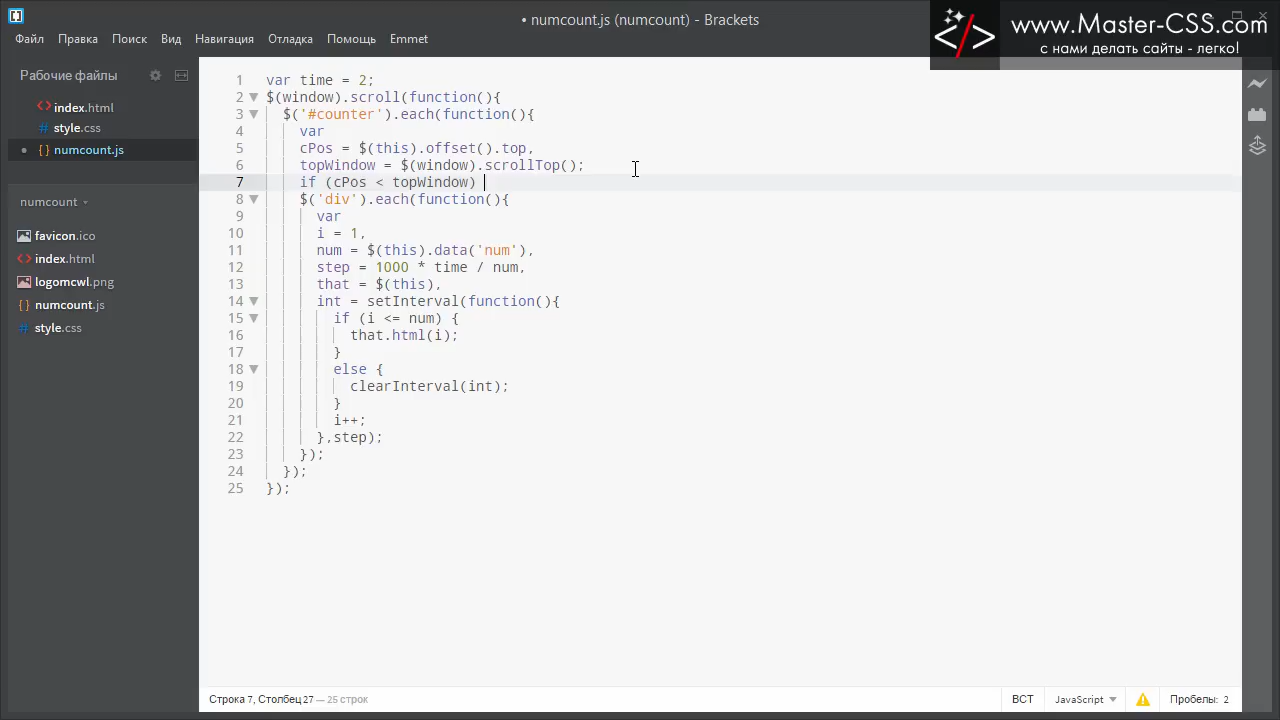 • numcount.js (numcount) - Brackets
www.Master-CSS.com
с нами делать сайты - легко!
Файл Правка Поиск Вид Навигация Отладка Помощь Emmet
Рабочие файлы
index.html
style.css
numcount.js
numcount
favicon.ico
index.html
logomcwl.png
numcount.js
style.css
1 var time = 2;
2 $(window).scroll(function(){
3 $('#counter').each(function(){
4 var
5 cPos = $(this).offset().top,
6 topWindow = $(window).scrollTop();
7 if (cPos < topWindow)
8 $('div').each(function(){
9 var
10 i = 1,
11 num = $(this).data('num'),
12 step = 1000 * time / num,
13 that = $(this),
14 int = setInterval(function(){
15 if (i <= num) {
16 that.html(i);
17 }
18 else {
19 clearInterval(int);
20 }
21 i++;
22 },step);
23 });
24 });
25 });
Строка 7, Столбец 27 — 25 строк
ВСТ JavaScript Пробелы: 2